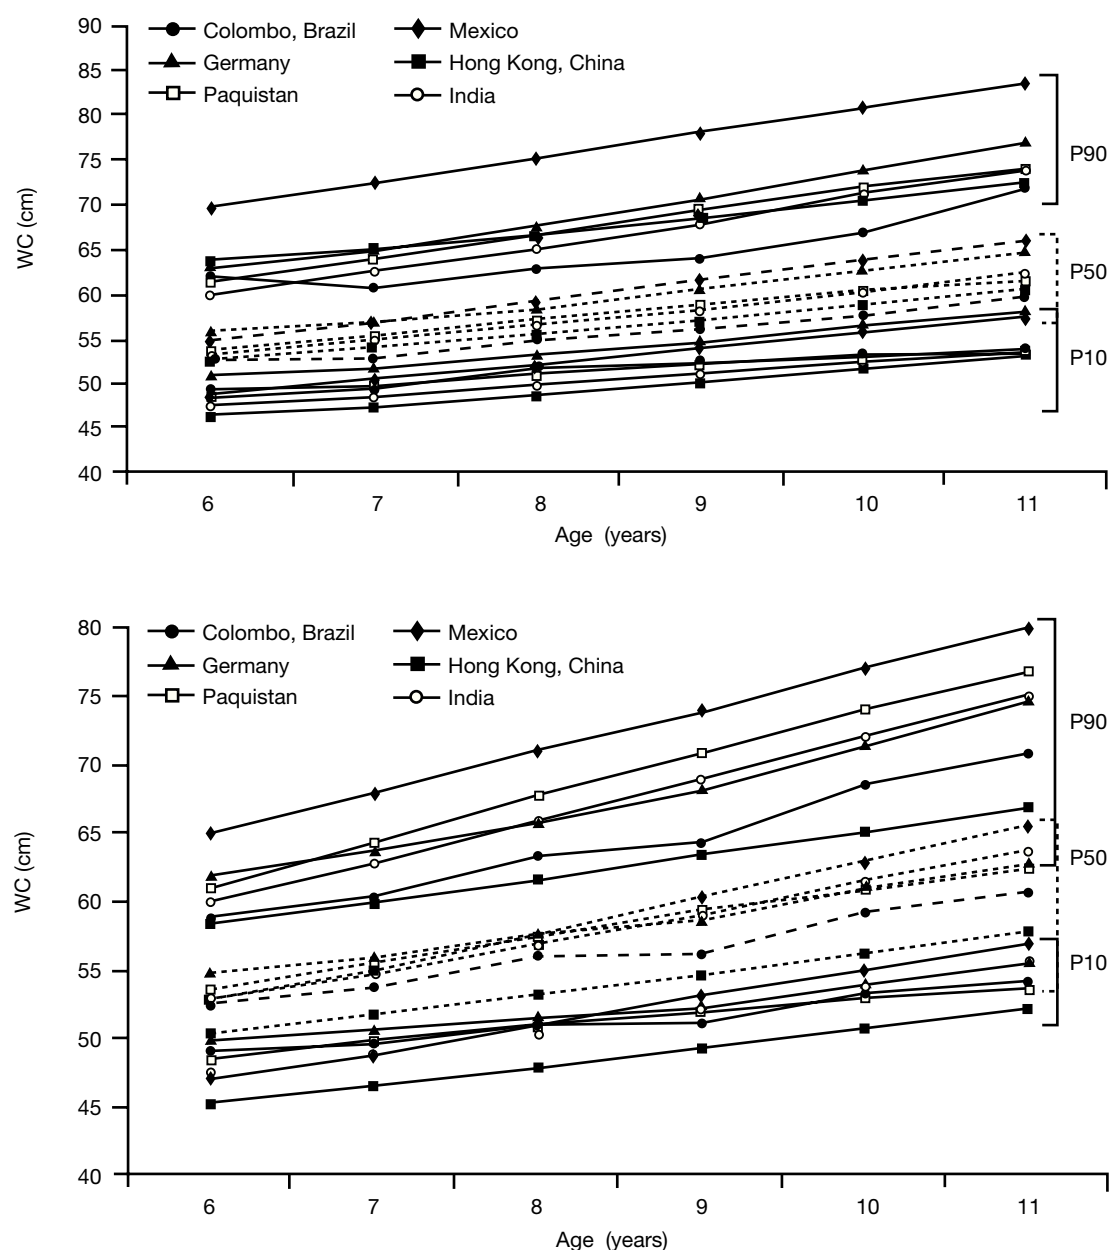 90
85
80
75
70
65
60
55
50
45
40
WC (cm)
Colombo, Brazil
Germany
Paquistan
Mexico
Hong Kong, China
India
P90
P50
P10
6 7 8 9 10 11
Age (years)
80
75
70
65
60
55
50
45
40
WC (cm)
Colombo, Brazil
Germany
Paquistan
Mexico
Hong Kong, China
India
P90
P50
P10
6 7 8 9 10 11
Age (years)